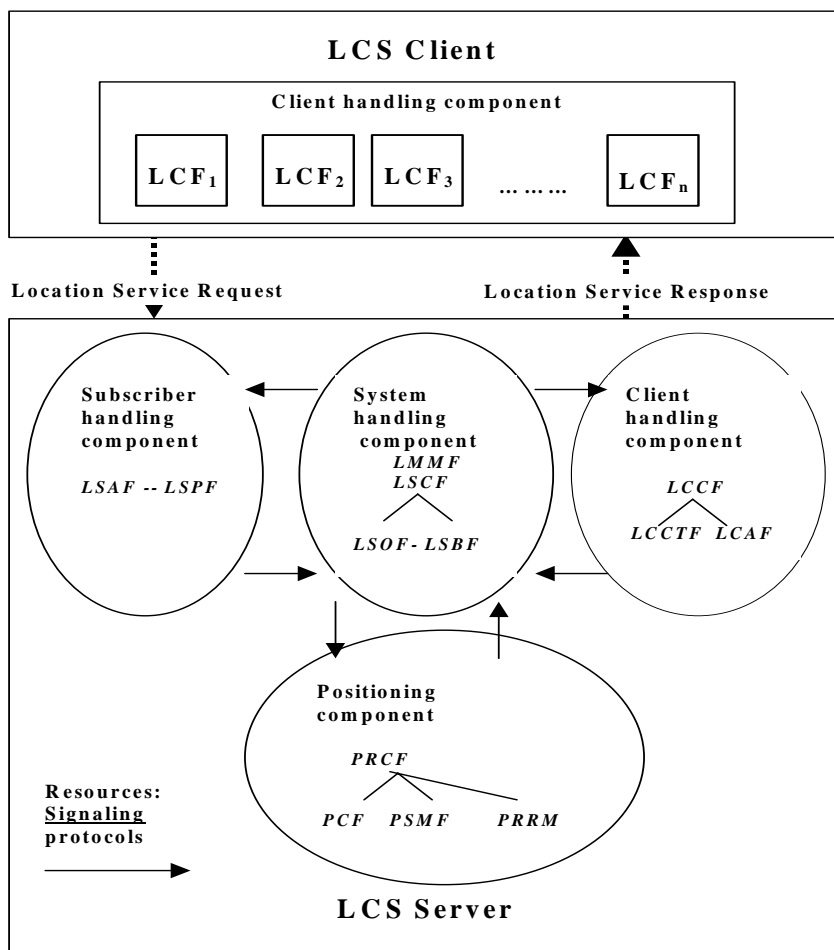 LCS Client
Client handling component
LCF1
LCF2
LCF3
... ... ...
LCFn
Location Service Request
Location Service Response
Subscriber
handling
component
LSAF -- LSPF
System
handling
component
LMMF
LSCF
LSOF - LSBF
Client
handling
component
LCCF
LCCTF LCAF
Positioning
component
PRCF
PCF PSMF PRRM
Resources:
Signaling
protocols
LCS Server